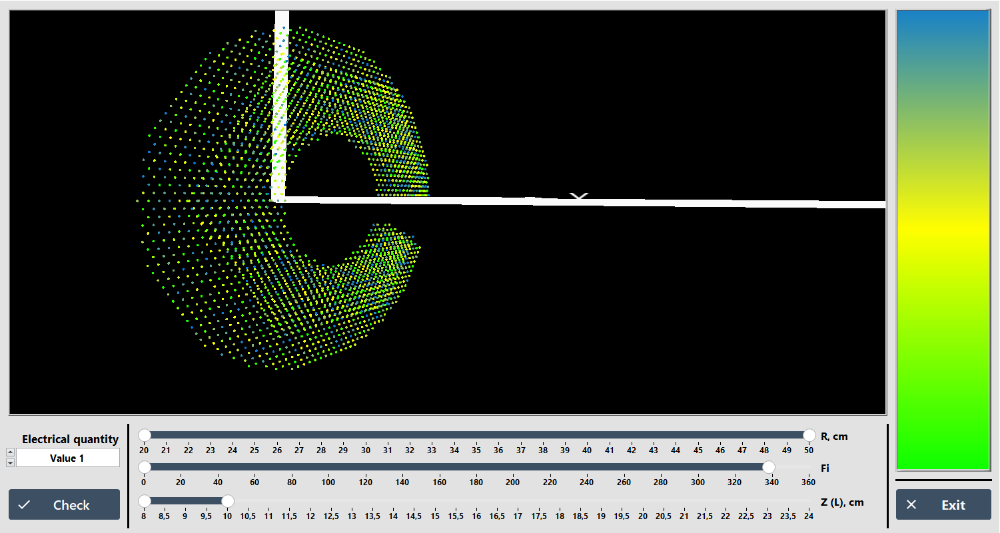 Electrical quantity
Value 1
Check
20 21 22 23 24 25 26 27 28 29 30 31 32 33 34 35 36 37 38 39 40 41 42 43 44 45 46 47 48 49 50 R, cm
0 20 40 60 80 100 120 140 160 180 200 220 240 260 280 300 320 340 360 Fi
8 8,5 9 9,5 10 10,5 11 11,5 12 12,5 13 13,5 14 14,5 15 15,5 16 16,5 17 17,5 18 18,5 19 19,5 20 20,5 21 21,5 22 22,5 23 23,5 24 Z (L), cm
Exit